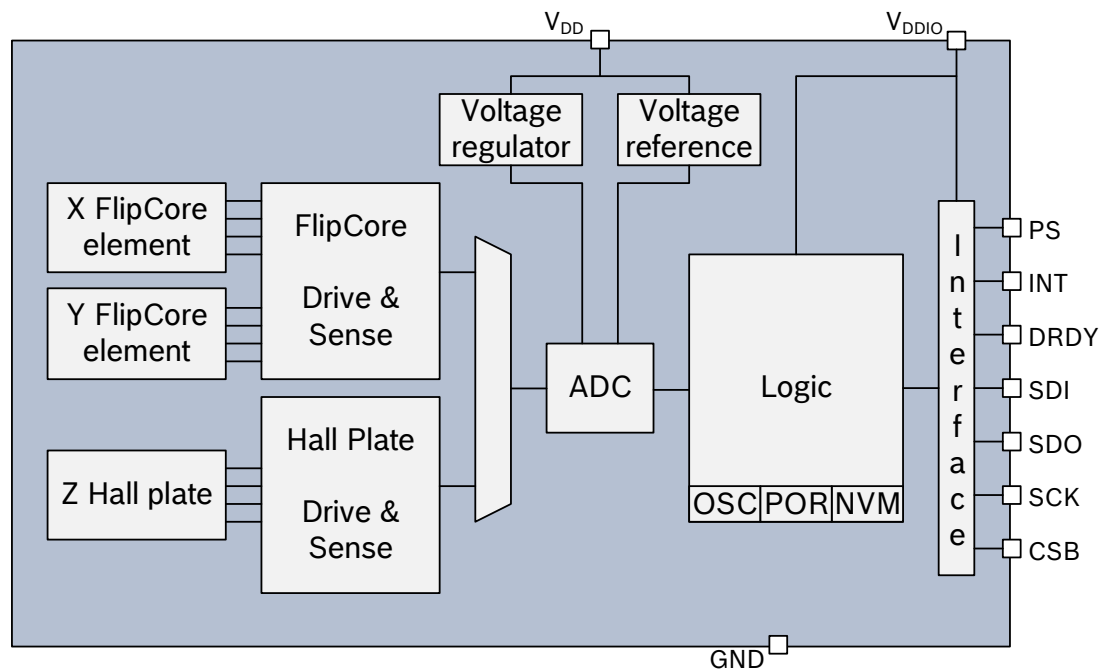 VDD
VDDIO
Voltage
regulator
Voltage
reference
X FlipCore
element
FlipCore
Drive &
Sense
Y FlipCore
element
Hall Plate
Drive &
Sense
Z Hall plate
ADC
Logic
OSC POR NVM
Interface
PS
INT
DRDY
SDI
SDO
SCK
CSB
GND